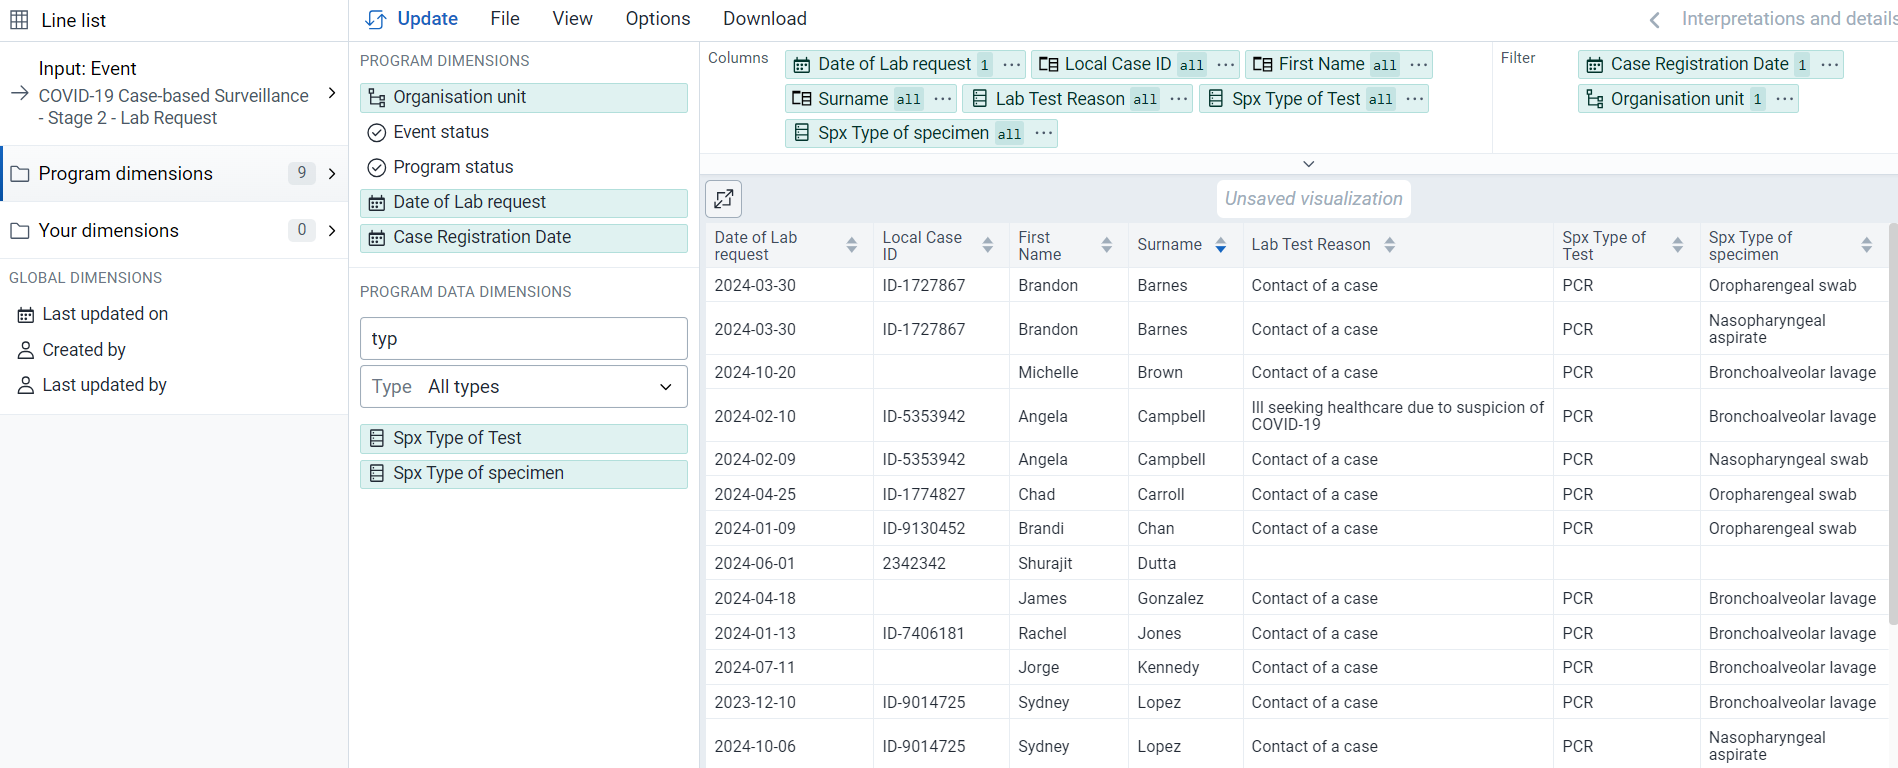 Line list
Update File View Options Download
Interpretations and details
Input: Event
COVID-19 Case-based Surveillance
- Stage 2 - Lab Request
Program dimensions 9
Your dimensions 0
GLOBAL DIMENSIONS
Last updated on
Created by
Last updated by
PROGRAM DIMENSIONS
Organisation unit
Event status
Program status
Date of Lab request
Case Registration Date
PROGRAM DATA DIMENSIONS
typ
Type All types
Spx Type of Test
Spx Type of specimen
Columns
Date of Lab request 1 ··· Local Case ID all ··· First Name all ···
Surname all ··· Lab Test Reason all ··· Spx Type of Test all ···
Spx Type of specimen all ···
Filter
Case Registration Date 1 ···
Organisation unit 1 ···
Unsaved visualization
Date of Lab request Local Case ID First Name Surname Lab Test Reason Spx Type of Test Spx Type of specimen
2024-03-30 ID-1727867 Brandon Barnes Contact of a case PCR Oropharengeal swab
2024-03-30 ID-1727867 Brandon Barnes Contact of a case PCR Nasopharyngeal aspirate
2024-10-20 Michelle Brown Contact of a case PCR Bronchoalveolar lavage
2024-02-10 ID-5353942 Angela Campbell Ill seeking healthcare due to suspicion of COVID-19 PCR Bronchoalveolar lavage
2024-02-09 ID-5353942 Angela Campbell Contact of a case PCR Nasopharyngeal swab
2024-04-25 ID-1774827 Chad Carroll Contact of a case PCR Oropharengeal swab
2024-01-09 ID-9130452 Brandi Chan Contact of a case PCR Oropharengeal swab
2024-06-01 2342342 Shurajit Dutta
2024-04-18 James Gonzalez Contact of a case PCR Bronchoalveolar lavage
2024-01-13 ID-7406181 Rachel Jones Contact of a case PCR Bronchoalveolar lavage
2024-07-11 Jorge Kennedy Contact of a case PCR Bronchoalveolar lavage
2023-12-10 ID-9014725 Sydney Lopez Contact of a case PCR Bronchoalveolar lavage
2024-10-06 ID-9014725 Sydney Lopez Contact of a case PCR Nasopharyngeal aspirate